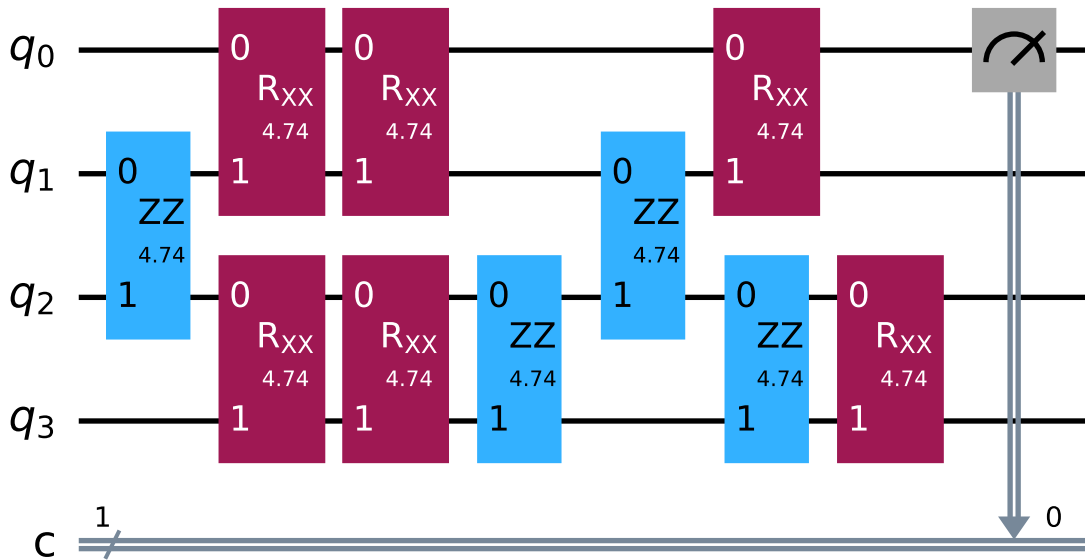 q0 0 0 0
RXX RXX RXX
4.74 4.74 4.74
q1 0 1 1 0 1
ZZ ZZ
4.74 4.74
q2 1 0 0 0 1 0 0
RXX RXX ZZ ZZ RXX
4.74 4.74 4.74 4.74 4.74
q3 1 1 1 1 1
1 0
c